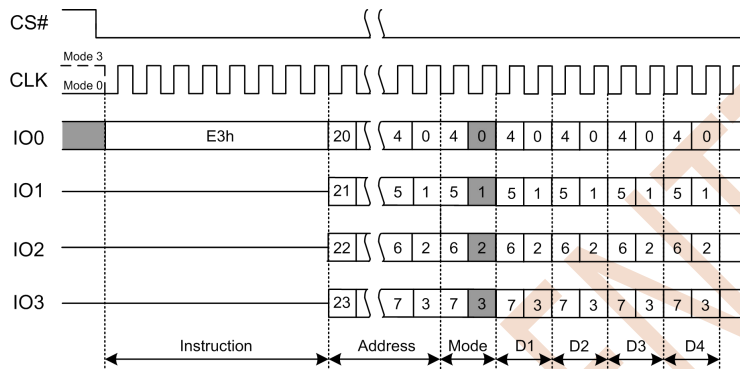 CS#
Mode 3
CLK
Mode 0
IO0 E3h 20 4 0 4 0 4 0 4 0 4 0 4 0
IO1 21 5 1 5 1 5 1 5 1 5 1 5 1
IO2 22 6 2 6 2 6 2 6 2 6 2 6 2
IO3 23 7 3 7 3 7 3 7 3 7 3 7 3
Instruction Address Mode D1 D2 D3 D4